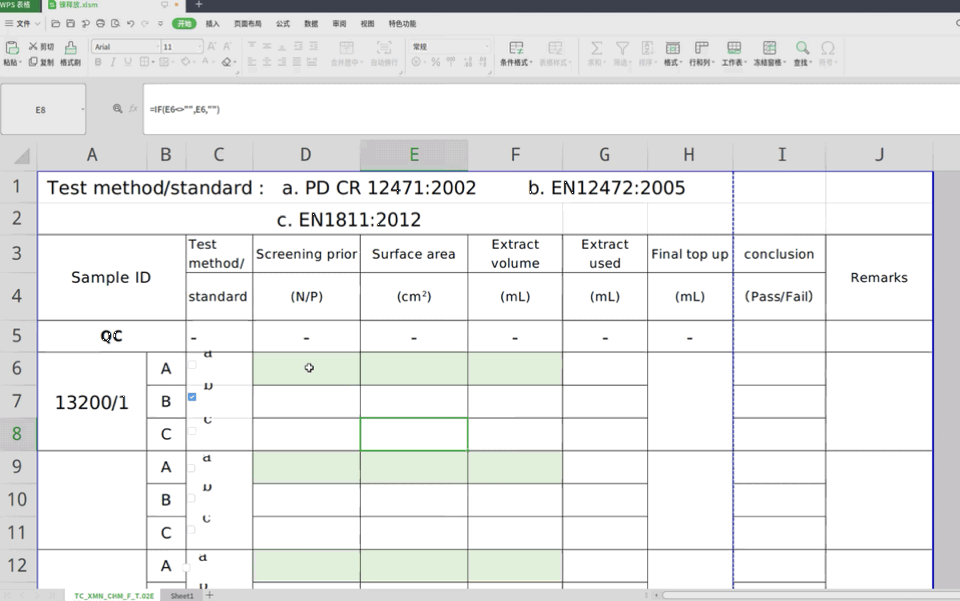 WPS 表格
镍释放.xlsm
+
三 文件
开始 插入 页面布局 公式 数据 审阅 视图 特色功能
粘贴 剪切 复制 格式刷
Arial 11
B I U
合并居中 自动换行
常规
条件格式 表格样式
求和 筛选 排序 格式 行和列 工作表 冻结窗格 查找 符号
E8 fx =IF(E6<>"",E6,"")
A B C D E F G H I J
1 Test method/standard : a. PD CR 12471:2002 b. EN12472:2005
2 c. EN1811:2012
3 Sample ID Test method/ Screening prior Surface area Extract volume Extract used Final top up conclusion Remarks
4 standard (N/P) (cm²) (mL) (mL) (mL) (Pass/Fail)
5 QC - - - - - -
6 13200/1 A a
7 B b
8 C c
9 A a
10 B b
11 C c
12 A a
b
TC_XMN_CHM_F_T.02E Sheet1 +